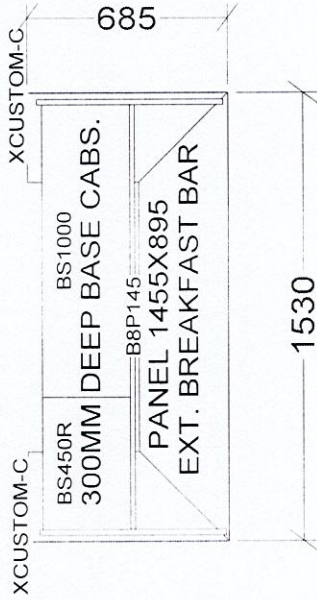 XCUSTOM-C
XCUSTOM-C
685
BS450R
BS1000
300MM DEEP BASE CABS.
B8P145
PANEL 1455X895
EXT. BREAKFAST BAR
1530